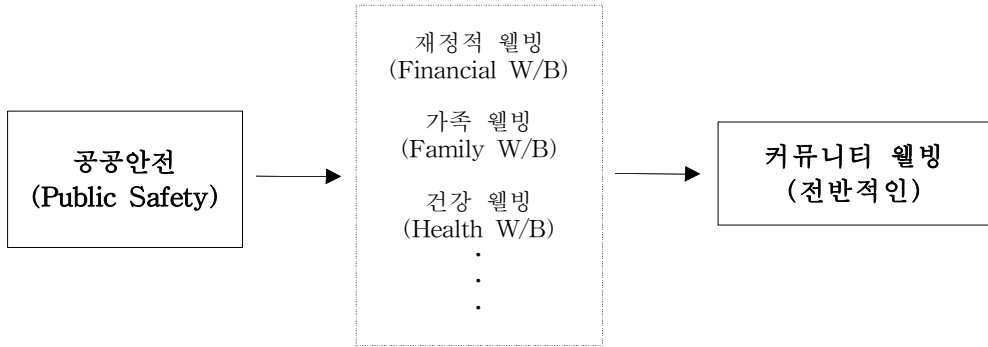 공공안전
(Public Safety)
재정적 웰빙
(Financial W/B)
가족 웰빙
(Family W/B)
건강 웰빙
(Health W/B)
·
·
·
커뮤니티 웰빙
(전반적인)